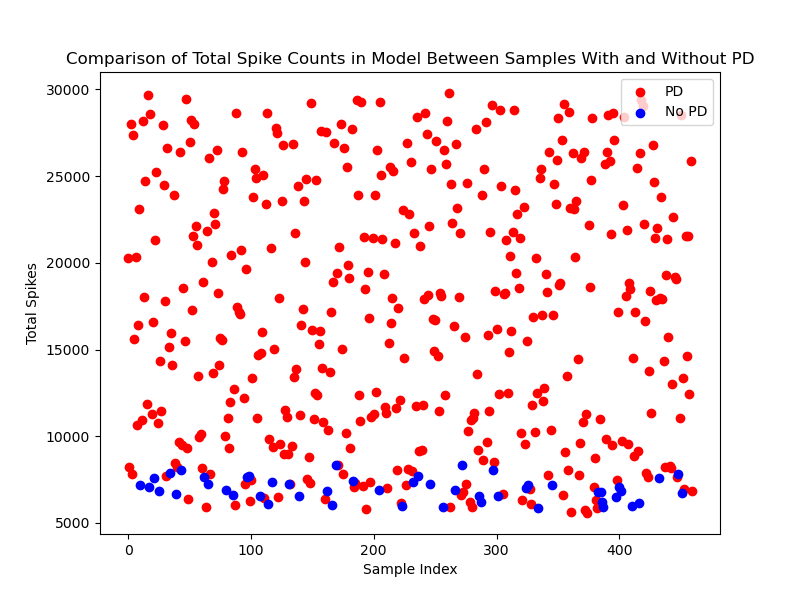 Comparison of Total Spike Counts in Model Between Samples With and Without PD
30000
25000
20000
15000
10000
5000
Total Spikes
PD
No PD
0 100 200 300 400
Sample Index